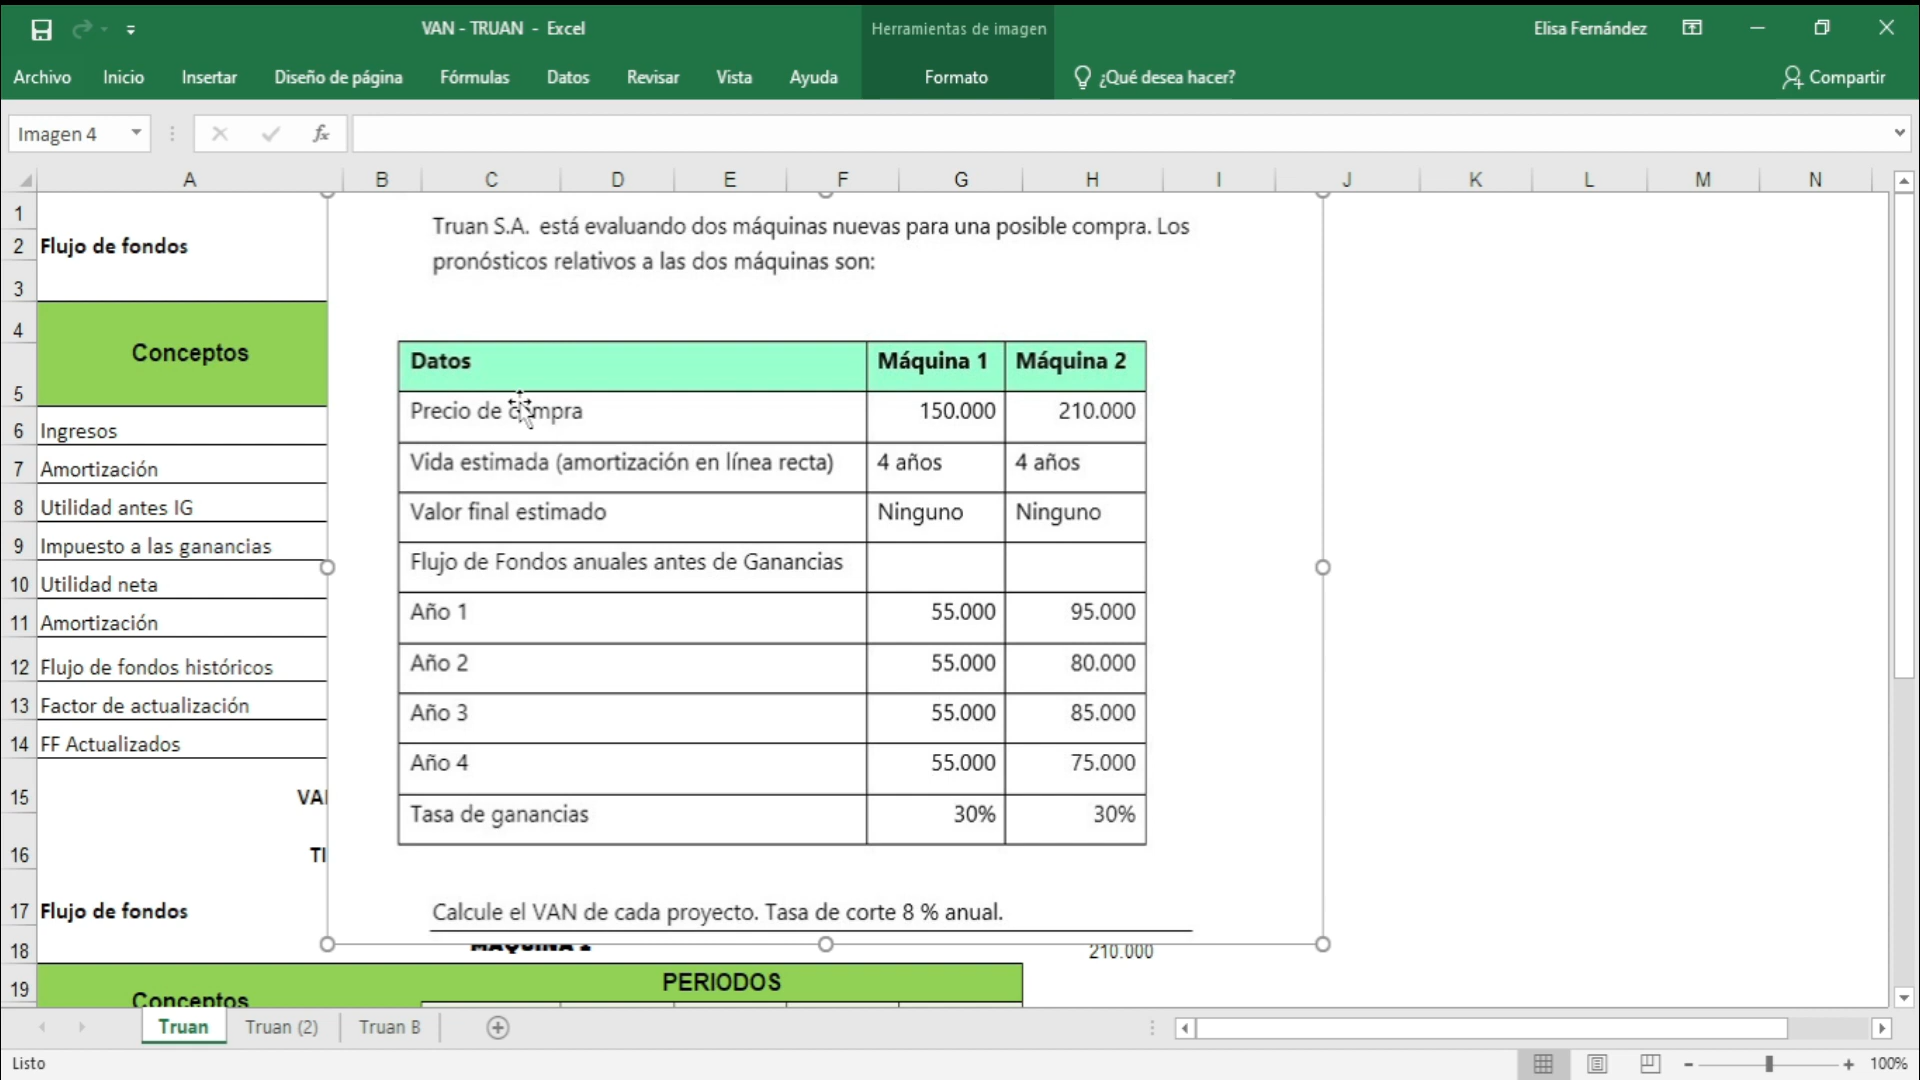 VAN - TRUAN - Excel
Herramientas de imagen
Elisa Fernández
Archivo Inicio Insertar Diseño de página Fórmulas Datos Revisar Vista Ayuda Formato ¿Qué desea hacer? Compartir
Imagen 4 fx
A B C D E F G H I J K L M N
1
2 Flujo de fondos
3
4
Conceptos
5
6 Ingresos
7 Amortización
8 Utilidad antes IG
9 Impuesto a las ganancias
10 Utilidad neta
11 Amortización
12 Flujo de fondos históricos
13 Factor de actualización
14 FF Actualizados
15 VA
16 TI
17 Flujo de fondos
18
19
Conceptos
Truan S.A. está evaluando dos máquinas nuevas para una posible compra. Los
pronósticos relativos a las dos máquinas son:
Datos Máquina 1 Máquina 2
Precio de compra 150.000 210.000
Vida estimada (amortización en línea recta) 4 años 4 años
Valor final estimado Ninguno Ninguno
Flujo de Fondos anuales antes de Ganancias
Año 1 55.000 95.000
Año 2 55.000 80.000
Año 3 55.000 85.000
Año 4 55.000 75.000
Tasa de ganancias 30% 30%
Calcule el VAN de cada proyecto. Tasa de corte 8 % anual.
210.000
PERIODOS
Truan Truan (2) Truan B
Listo
100%